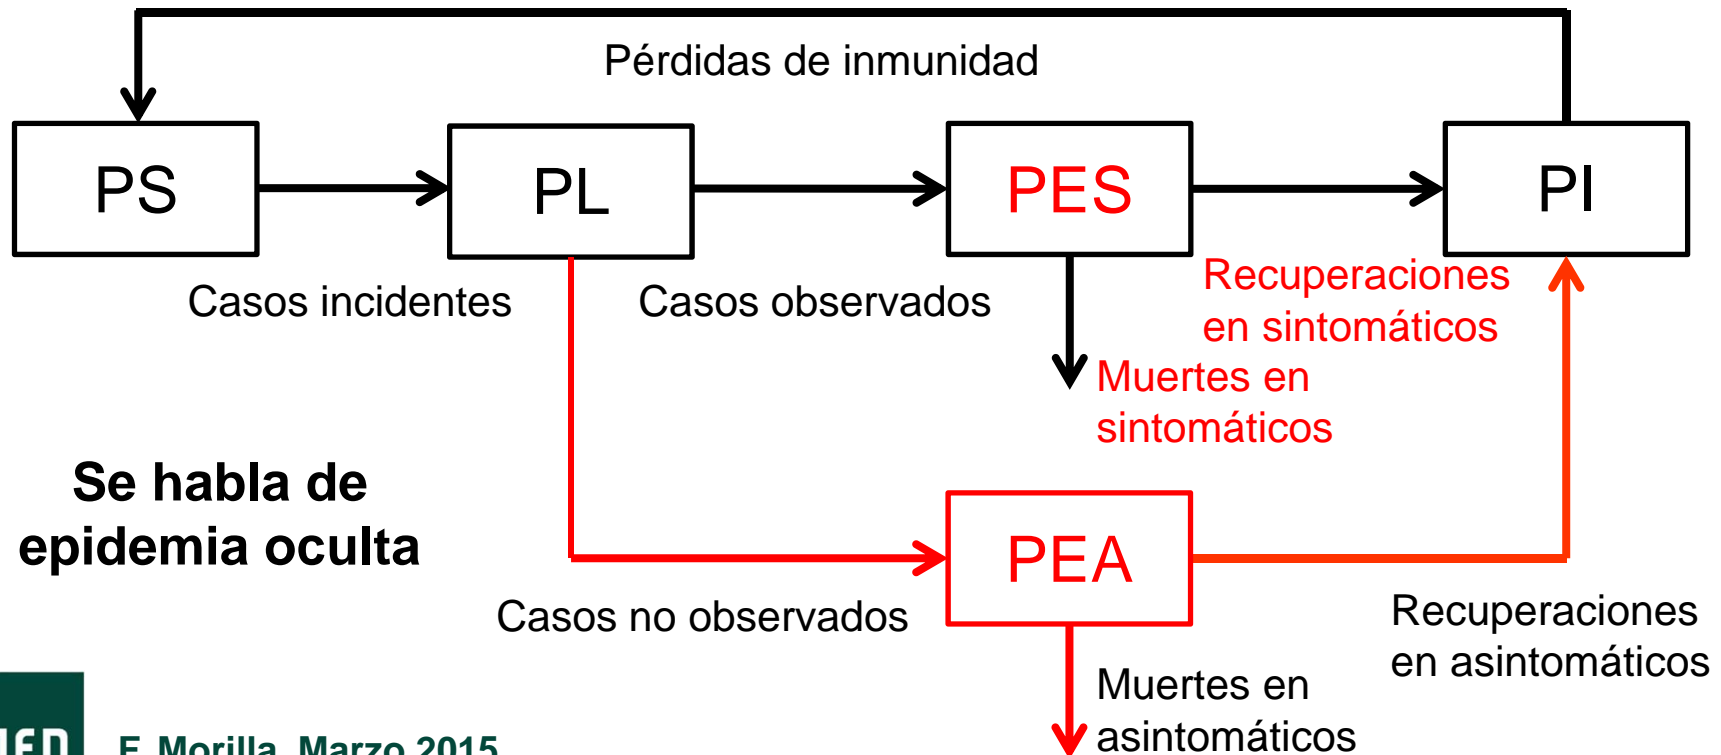 Pérdidas de inmunidad
PS
PL
PES
PI
Casos incidentes
Casos observados
Recuperaciones
en sintomáticos
Muertes en
sintomáticos
Se habla de
epidemia oculta
PEA
Casos no observados
Recuperaciones
en asintomáticos
Muertes en
asintomáticos
F. Morilla, Marzo 2015